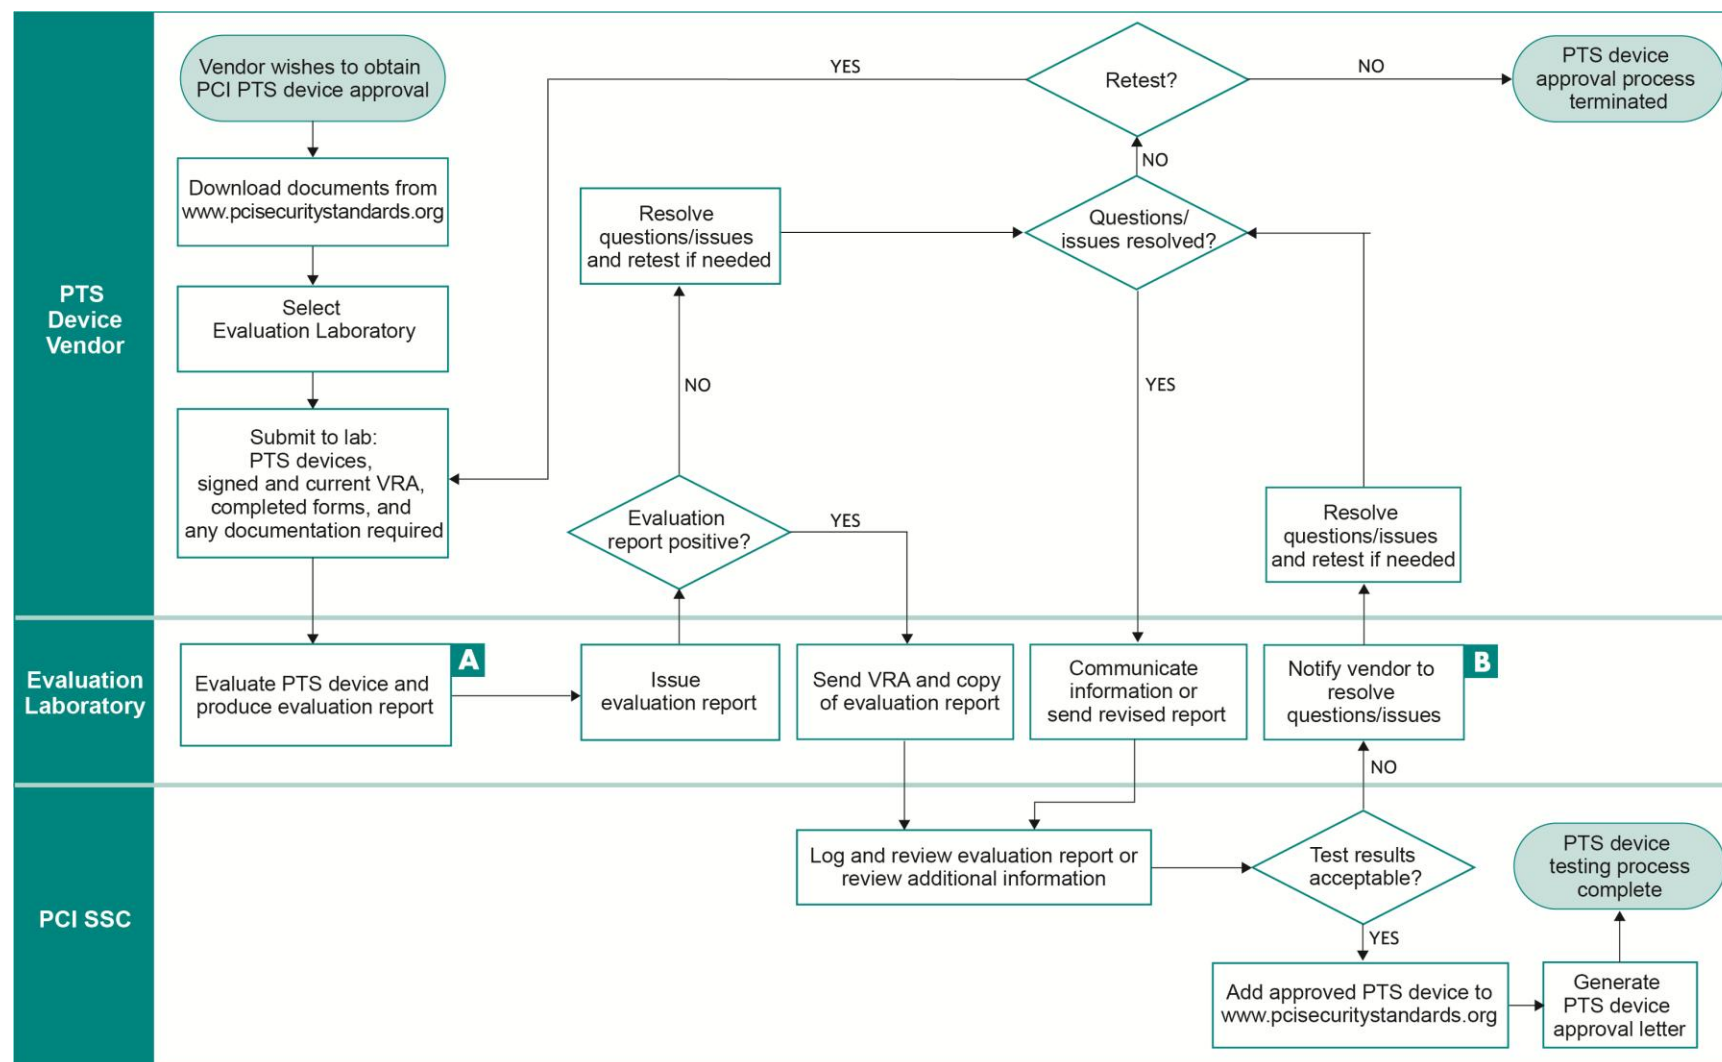 PTS
Device
Vendor
Vendor wishes to obtain
PCI PTS device approval
Download documents from
www.pcisecuritystandards.org
Select
Evaluation Laboratory
Submit to lab:
PTS devices,
signed and current VRA,
completed forms, and
any documentation required
YES
Retest?
NO
PTS device
approval process
terminated
NO
Resolve
questions/issues
and retest if needed
Questions/
issues resolved?
NO
YES
Evaluation
report positive?
YES
Resolve
questions/issues
and retest if needed
Evaluation
Laboratory
Evaluate PTS device and
produce evaluation report
A
Issue
evaluation report
Send VRA and copy
of evaluation report
Communicate
information or
send revised report
Notify vendor to
resolve
questions/issues
B
NO
PCI SSC
Log and review evaluation report or
review additional information
Test results
acceptable?
YES
PTS device
testing process
complete
Add approved PTS device to
www.pcisecuritystandards.org
Generate
PTS device
approval letter